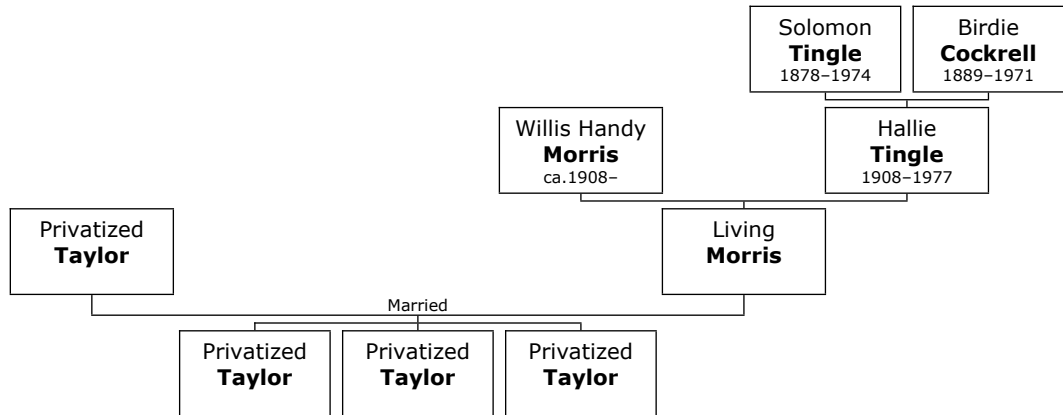 Solomon
Tingle
1878–1974
Birdie
Cockrell
1889–1971
Willis Handy
Morris
ca.1908–
Hallie
Tingle
1908–1977
Privatized
Taylor
Living
Morris
Married
Privatized
Taylor
Privatized
Taylor
Privatized
Taylor